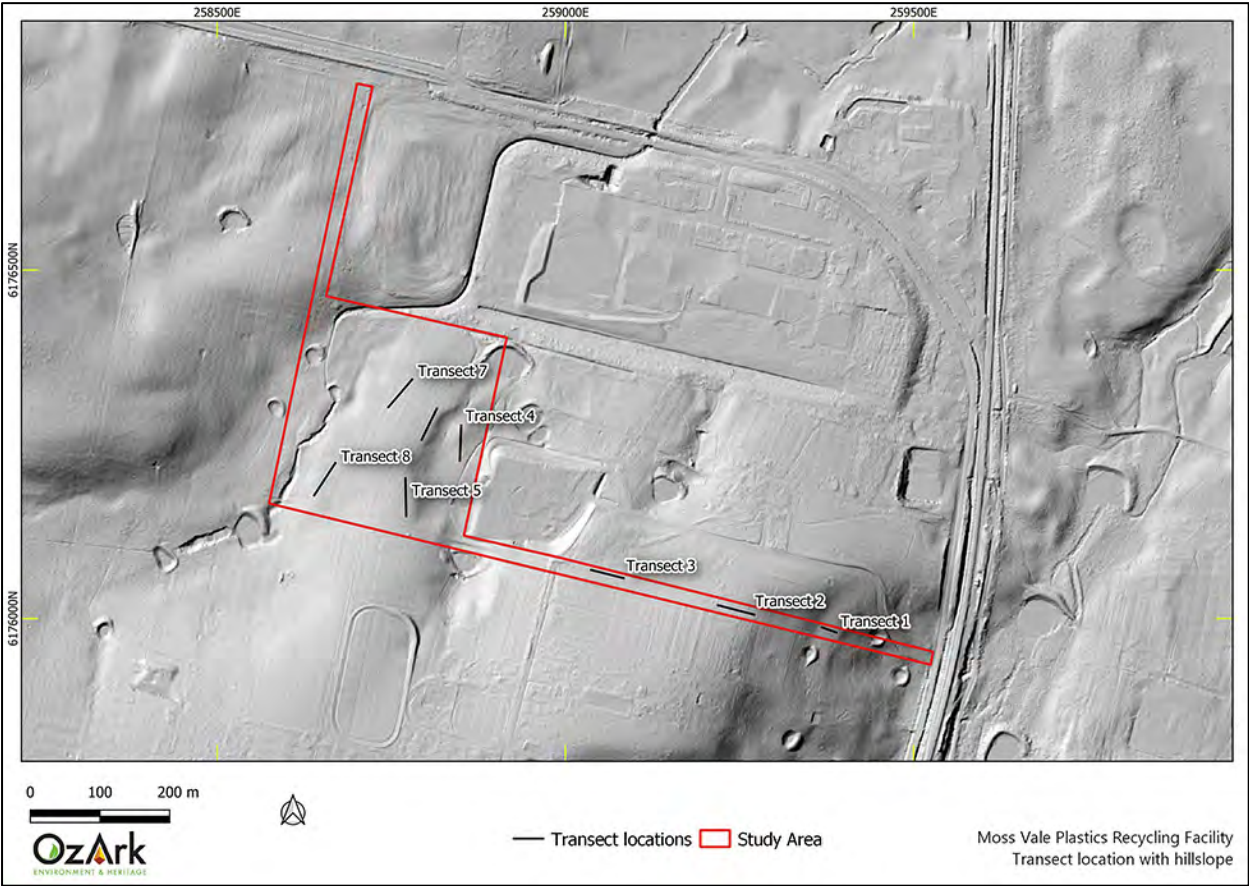 258500E
259000E
259500E
6176500N
6176000N
Transect 7
Transect 4
Transect 8
Transect 5
Transect 3
Transect 2
Transect 1
0 100 200 m
OzArk
ENVIRONMENT & HERITAGE
Transect locations
Study Area
Moss Vale Plastics Recycling Facility
Transect location with hillslope